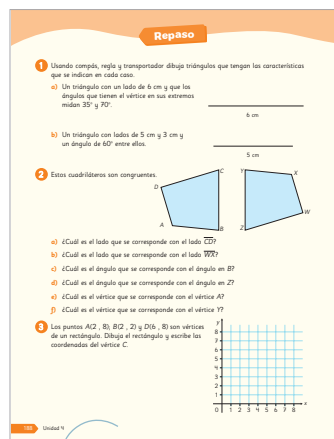 Repaso
1 Usando compás, regla y transportador dibuja triángulos que tengan las características
que se indican en cada caso.
a) Un triángulo con un lado de 6 cm y que los
ángulos que tienen el vértice en sus extremos
midan 35° y 70°.
6 cm
b) Un triángulo con lados de 5 cm y 3 cm y
un ángulo de 60° entre ellos.
5 cm
2 Estos cuadriláteros son congruentes.
D
C
A
B
Y
X
Z
W
a) ¿Cuál es el lado que se corresponde con el lado CD?
b) ¿Cuál es el lado que se corresponde con el lado WX?
c) ¿Cuál es el ángulo que se corresponde con el ángulo en B?
d) ¿Cuál es el ángulo que se corresponde con el ángulo en Z?
e) ¿Cuál es el vértice que se corresponde con el vértice A?
f) ¿Cuál es el vértice que se corresponde con el vértice Y?
3 Los puntos A(2 , 8), B(2 , 2) y D(6 , 8) son vértices
de un rectángulo. Dibuja el rectángulo y escribe las
coordenadas del vértice C.
y
8
7
6
5
4
3
2
1
0 1 2 3 4 5 6 7 8 x
Unidad 4